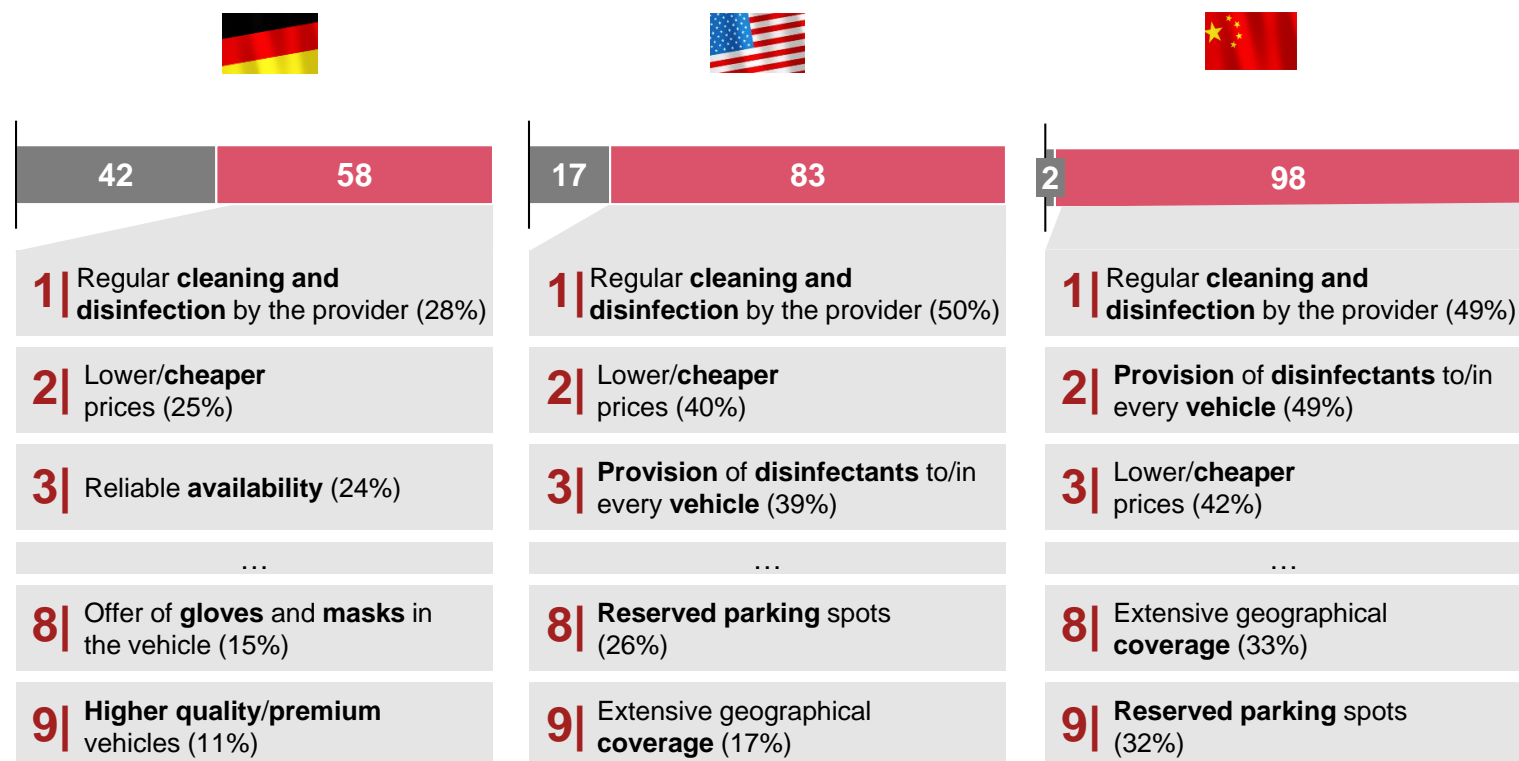 42
58
1 Regular cleaning and
disinfection by the provider (28%)
2 Lower/cheaper
prices (25%)
3 Reliable availability (24%)
…
8 Offer of gloves and masks in
the vehicle (15%)
9 Higher quality/premium
vehicles (11%)
17
83
1 Regular cleaning and
disinfection by the provider (50%)
2 Lower/cheaper
prices (40%)
3 Provision of disinfectants to/in
every vehicle (39%)
…
8 Reserved parking spots
(26%)
9 Extensive geographical
coverage (17%)
2
98
1 Regular cleaning and
disinfection by the provider (49%)
2 Provision of disinfectants to/in
every vehicle (49%)
3 Lower/cheaper
prices (42%)
…
8 Extensive geographical
coverage (33%)
9 Reserved parking spots
(32%)